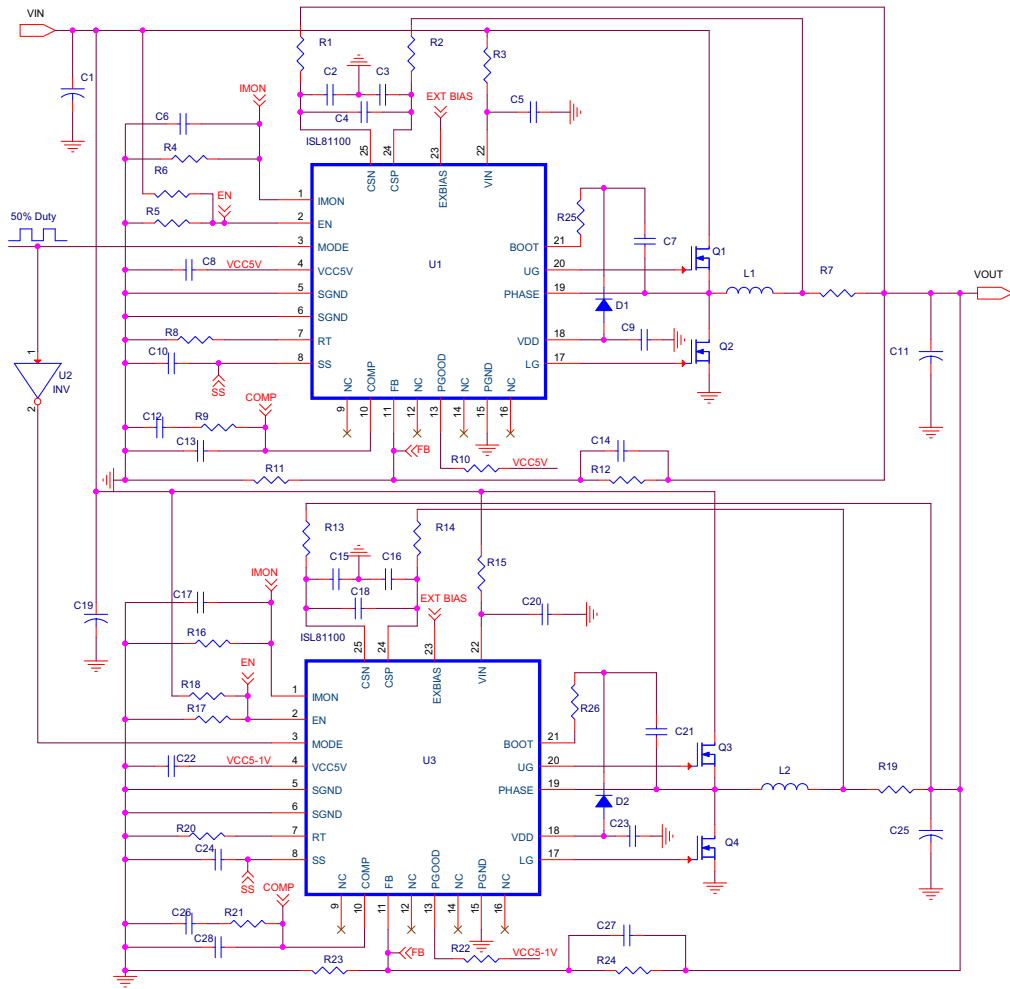 VIN
R1
R2
R3
C1
C2
C3
C4
C5
EXT BIAS
IMON
C6
ISL81100
R4
R6
EN
R5
50% Duty
25
24
23
22
CSN
CSP
EXBIAS
VIN
1
IMON
2
EN
3
MODE
C8
VCC5V
4
VCC5V
5
SGND
6
SGND
R8
7
RT
C10
8
SS
SS
U1
R25
BOOT
21
C7
UG
20
PHASE
19
VDD
18
LG
17
D1
C9
Q1
Q2
L1
R7
VOUT
C11
1
U2
INV
2
NC
COMP
FB
NC
PGOOD
NC
PGND
NC
9
10
11
12
13
14
15
16
COMP
C12
R9
C13
FB
R10
VCC5V
C14
R11
R12
R13
R14
R15
C15
C16
C18
IMON
C17
C19
R16
ISL81100
EXT BIAS
C20
EN
R18
R17
25
24
23
22
CSN
CSP
EXBIAS
VIN
1
IMON
2
EN
3
MODE
C22
VCC5-1V
4
VCC5V
5
SGND
6
SGND
R20
7
RT
C24
8
SS
SS
U3
R26
BOOT
21
C21
UG
20
PHASE
19
VDD
18
LG
17
D2
C23
Q3
Q4
L2
R19
C25
NC
COMP
FB
NC
PGOOD
NC
PGND
NC
9
10
11
12
13
14
15
16
COMP
C26
R21
C28
FB
R22
VCC5-1V
C27
R23
R24